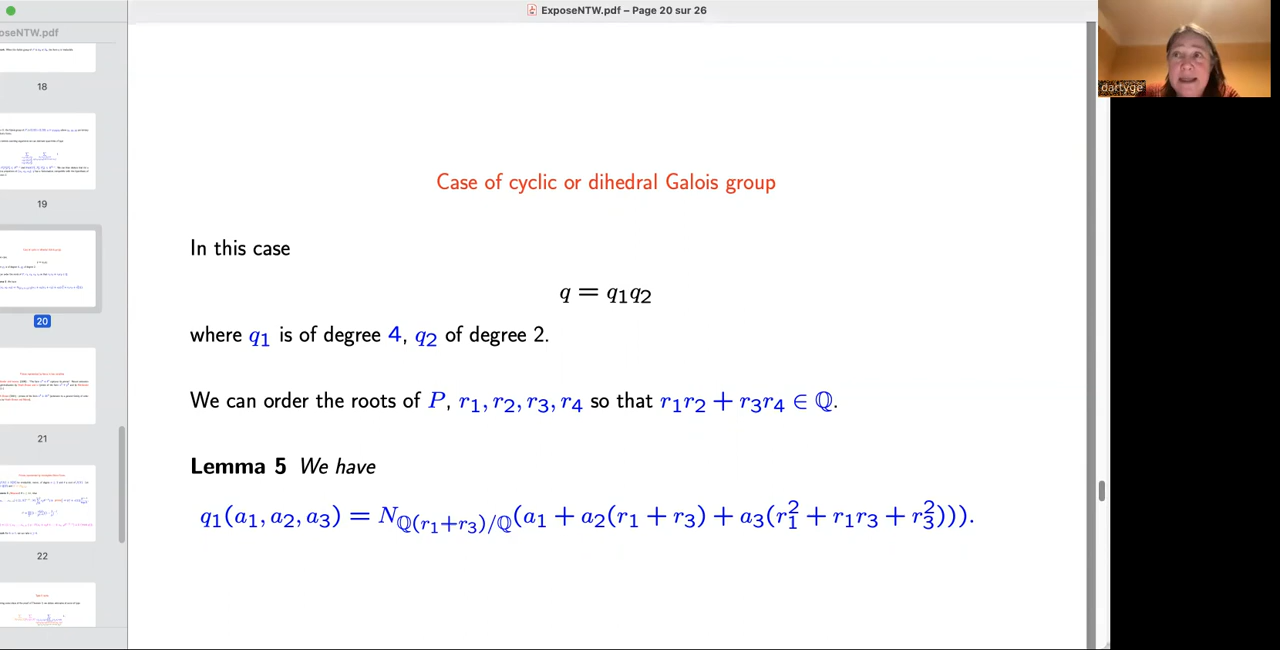 ExposeNTW.pdf – Page 20 sur 26
oseNTW.pdf
dartyge
18
19
20
21
22
Case of cyclic or dihedral Galois group
In this case
q = q₁q₂
where q₁ is of degree 4, q₂ of degree 2.
We can order the roots of P, r₁, r₂, r₃, r₄ so that r₁r₂ + r₃r₄ ∈ ℚ.
Lemma 5 We have
q₁(a₁, a₂, a₃) = N_{ℚ(r₁+r₃)/ℚ}(a₁ + a₂(r₁ + r₃) + a₃(r₁² + r₁r₃ + r₃²))).